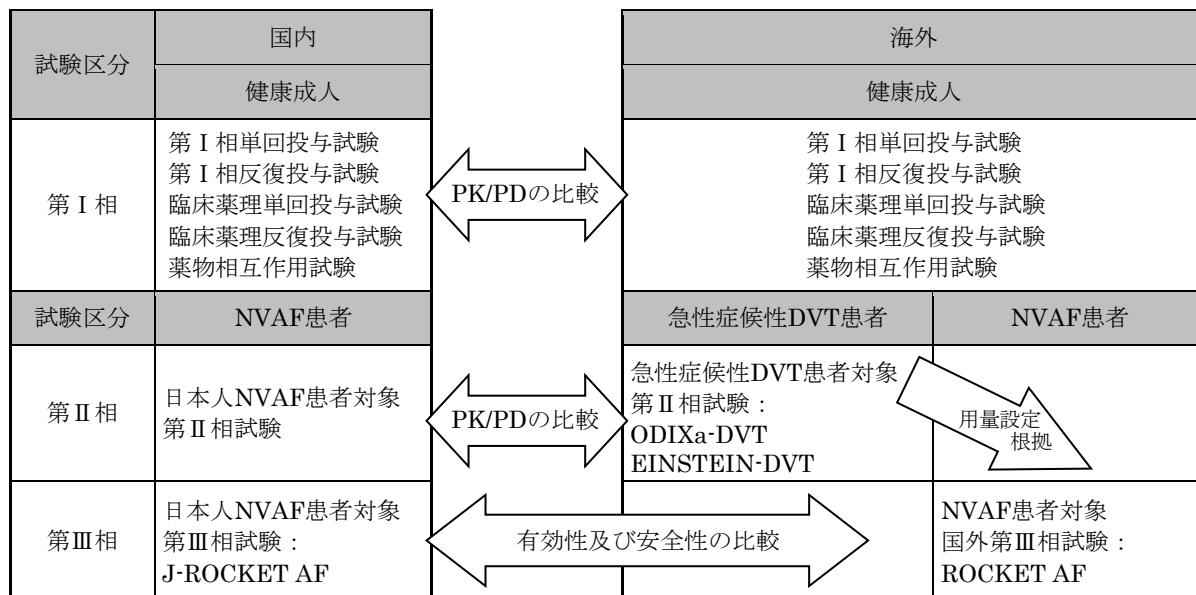 試験区分
国内
海外
健康成人
健康成人
第Ⅰ相
第Ⅰ相単回投与試験
第Ⅰ相反復投与試験
臨床薬理単回投与試験
臨床薬理反復投与試験
薬物相互作用試験
PK/PDの比較
第Ⅰ相単回投与試験
第Ⅰ相反復投与試験
臨床薬理単回投与試験
臨床薬理反復投与試験
薬物相互作用試験
試験区分
NVAF患者
急性症候性DVT患者
NVAF患者
第Ⅱ相
日本人NVAF患者対象
第Ⅱ相試験
PK/PDの比較
急性症候性DVT患者対象
第Ⅱ相試験：
ODIXa-DVT
EINSTEIN-DVT
用量設定
根拠
第Ⅲ相
日本人NVAF患者対象
第Ⅲ相試験：
J-ROCKET AF
有効性及び安全性の比較
NVAF患者対象
国外第Ⅲ相試験：
ROCKET AF